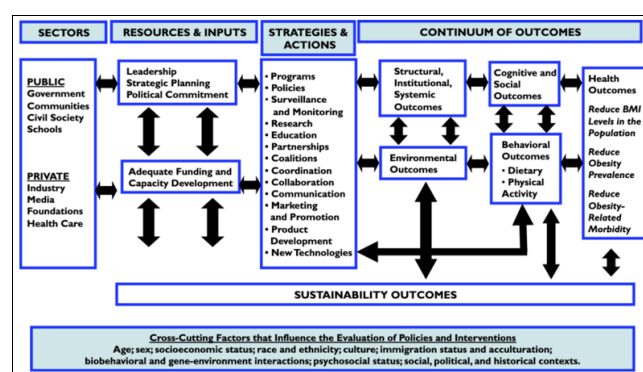 SECTORS
RESOURCES & INPUTS
STRATEGIES &
ACTIONS
CONTINUUM OF OUTCOMES
PUBLIC
Government
Communities
Civil Society
Schools
PRIVATE
Industry
Media
Foundations
Health Care
Leadership
Strategic Planning
Political Commitment
Adequate Funding and
Capacity Development
• Programs
• Policies
• Surveillance
and Monitoring
• Research
• Education
• Partnerships
• Coalitions
• Coordination
• Collaboration
• Communication
• Marketing
and Promotion
• Product
Development
• New Technologies
Structural,
Institutional,
Systemic
Outcomes
Environmental
Outcomes
Cognitive and
Social Outcomes
Behavioral
Outcomes
• Dietary
• Physical
Activity
Health
Outcomes
Reduce BMI
Levels in the
Population
Reduce
Obesity
Prevalence
Reduce
Obesity-
Related
Morbidity
SUSTAINABILITY OUTCOMES
Cross-Cutting Factors that Influence the Evaluation of Policies and Interventions
Age; sex; socioeconomic status; race and ethnicity; culture; immigration status and acculturation;
biobehavioral and gene-environment interactions; psychosocial status; social, political, and historical contexts.